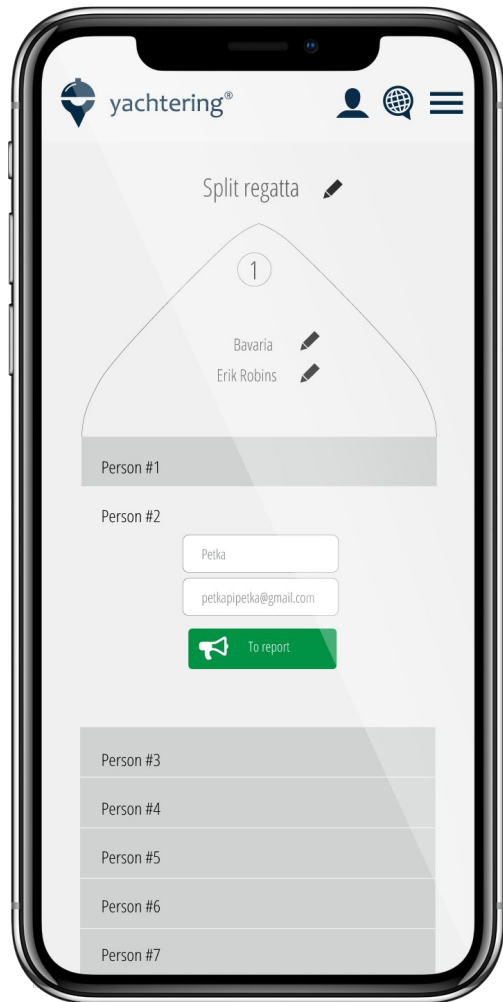 yachtering®
Split regatta
1
Bavaria
Erik Robins
Person #1
Person #2
Petka
petkapipetka@gmail.com
To report
Person #3
Person #4
Person #5
Person #6
Person #7